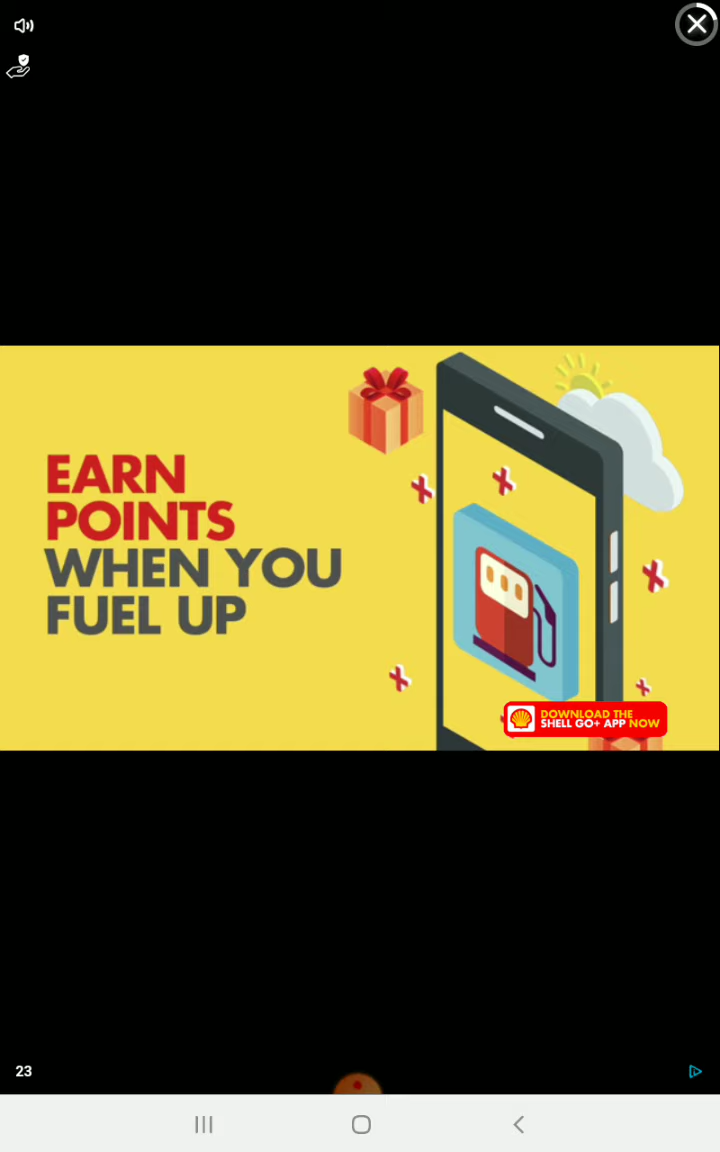 EARN
POINTS
WHEN YOU
FUEL UP
DOWNLOAD THE
SHELL GO+ APP NOW
23